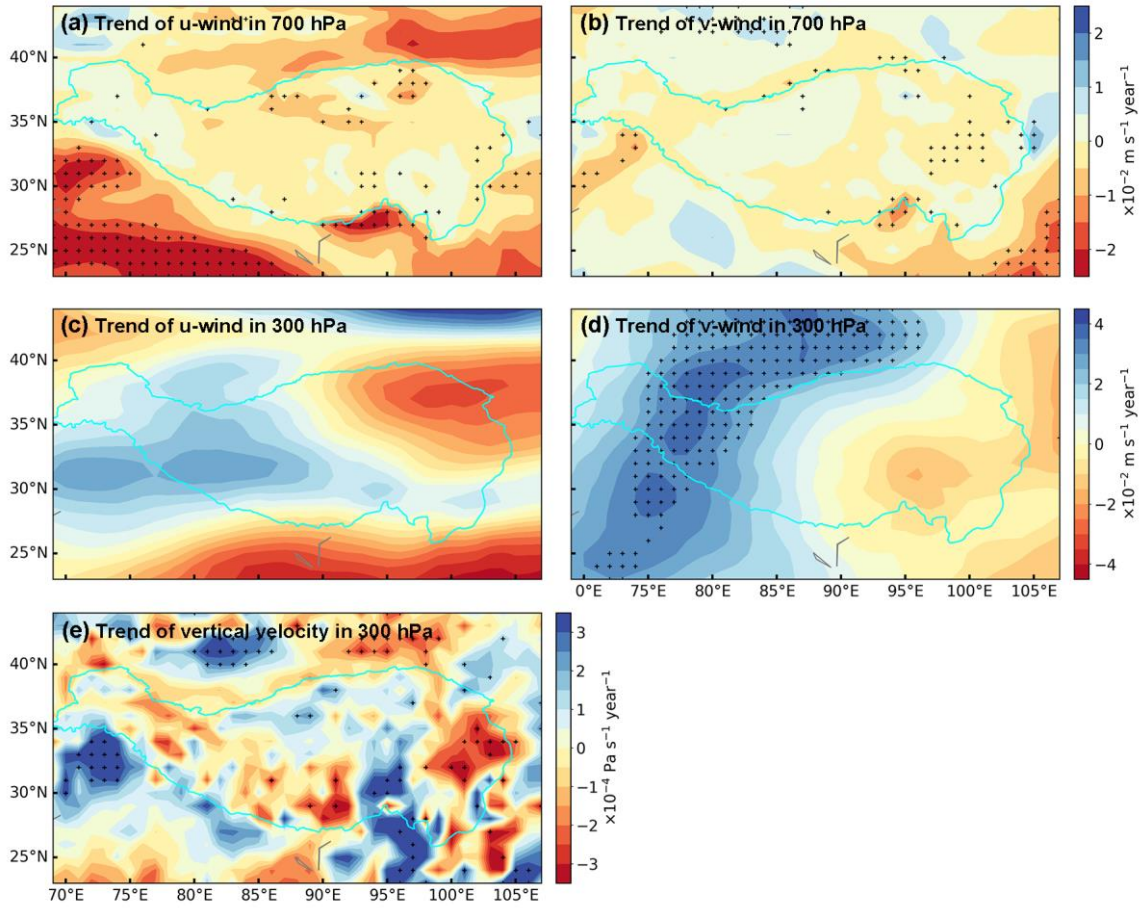 (a) Trend of u-wind in 700 hPa
(b) Trend of v-wind in 700 hPa
40°N
35°N
30°N
25°N
2
1
0
−1
−2
×10⁻² m s⁻¹ year⁻¹
(c) Trend of u-wind in 300 hPa
(d) Trend of v-wind in 300 hPa
40°N
35°N
30°N
25°N
0°E 75°E 80°E 85°E 90°E 95°E 100°E 105°E
4
2
0
−2
−4
×10⁻² m s⁻¹ year⁻¹
(e) Trend of vertical velocity in 300 hPa
40°N
35°N
30°N
25°N
70°E 75°E 80°E 85°E 90°E 95°E 100°E 105°E
3
2
1
0
−1
−2
−3
×10⁻⁴ Pa s⁻¹ year⁻¹